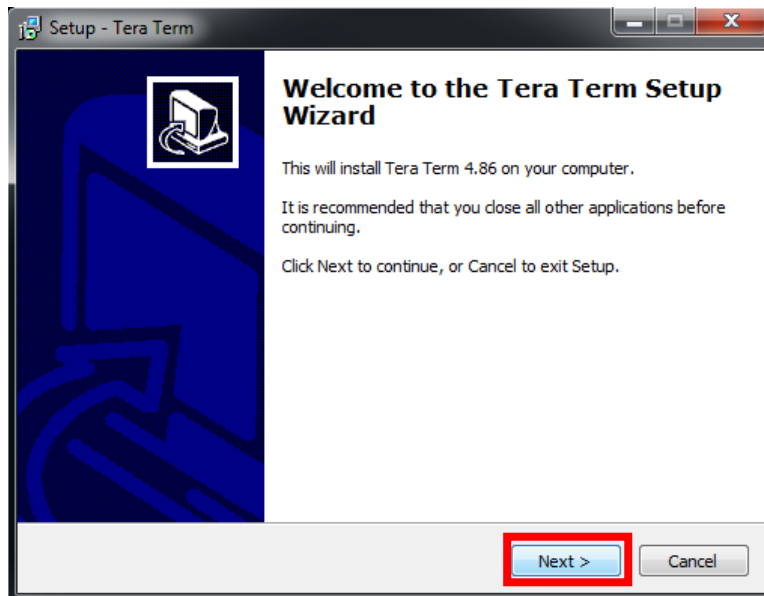 Setup - Tera Term
Welcome to the Tera Term Setup
Wizard
This will install Tera Term 4.86 on your computer.
It is recommended that you close all other applications before
continuing.
Click Next to continue, or Cancel to exit Setup.
Next >
Cancel